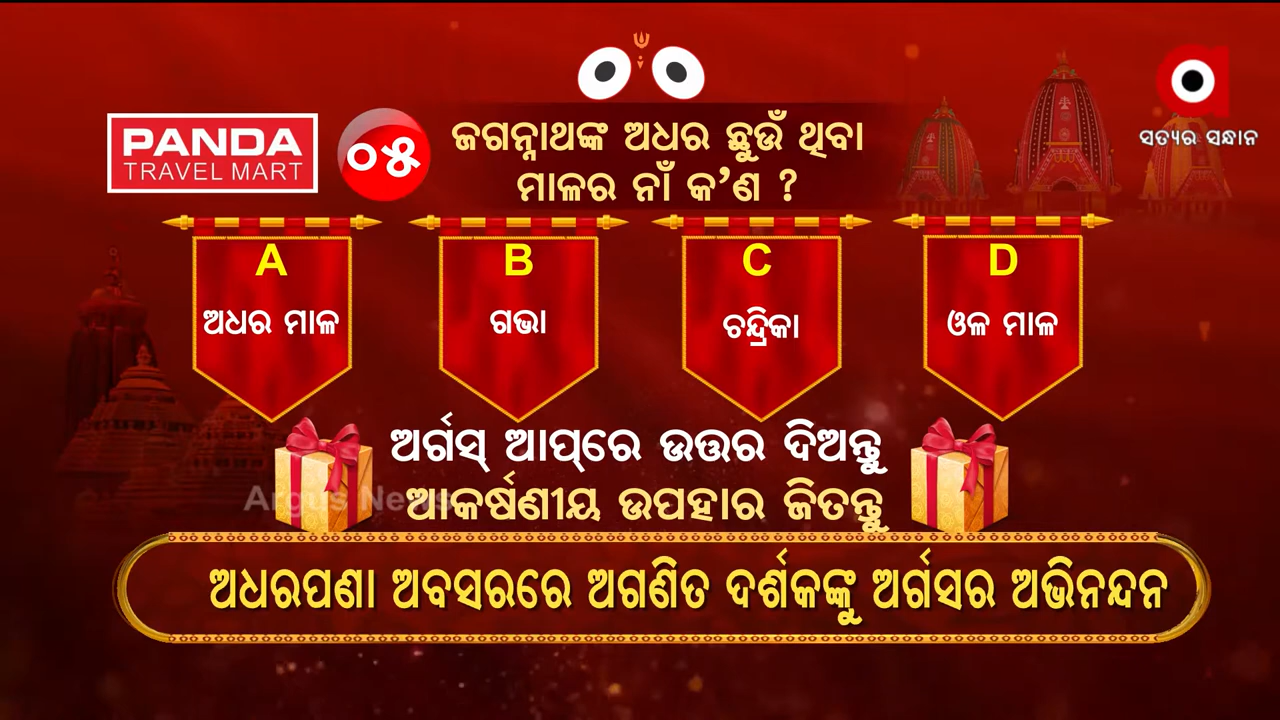 PANDA
TRAVEL MART
୦୫
ଜଗନ୍ନାଥଙ୍କ ଅଧର ଛୁଉଁ ଥିବା
ମାଳର ନାଁ କ’ଣ ?
ସତ୍ୟର ସନ୍ଧାନ
A
ଅଧର ମାଳ
B
ଗଭା
C
ଚନ୍ଦ୍ରିକା
D
ଓଳ ମାଳ
ଅର୍ଗସ୍ ଆପ୍‌ରେ ଉତ୍ତର ଦିଅନ୍ତୁ
Argus News
ଆକର୍ଷଣୀୟ ଉପହାର ଜିତନ୍ତୁ
ଅଧରପଣା ଅବସରରେ ଅଗଣିତ ଦର୍ଶକଙ୍କୁ ଅର୍ଗସର ଅଭିନନ୍ଦନ